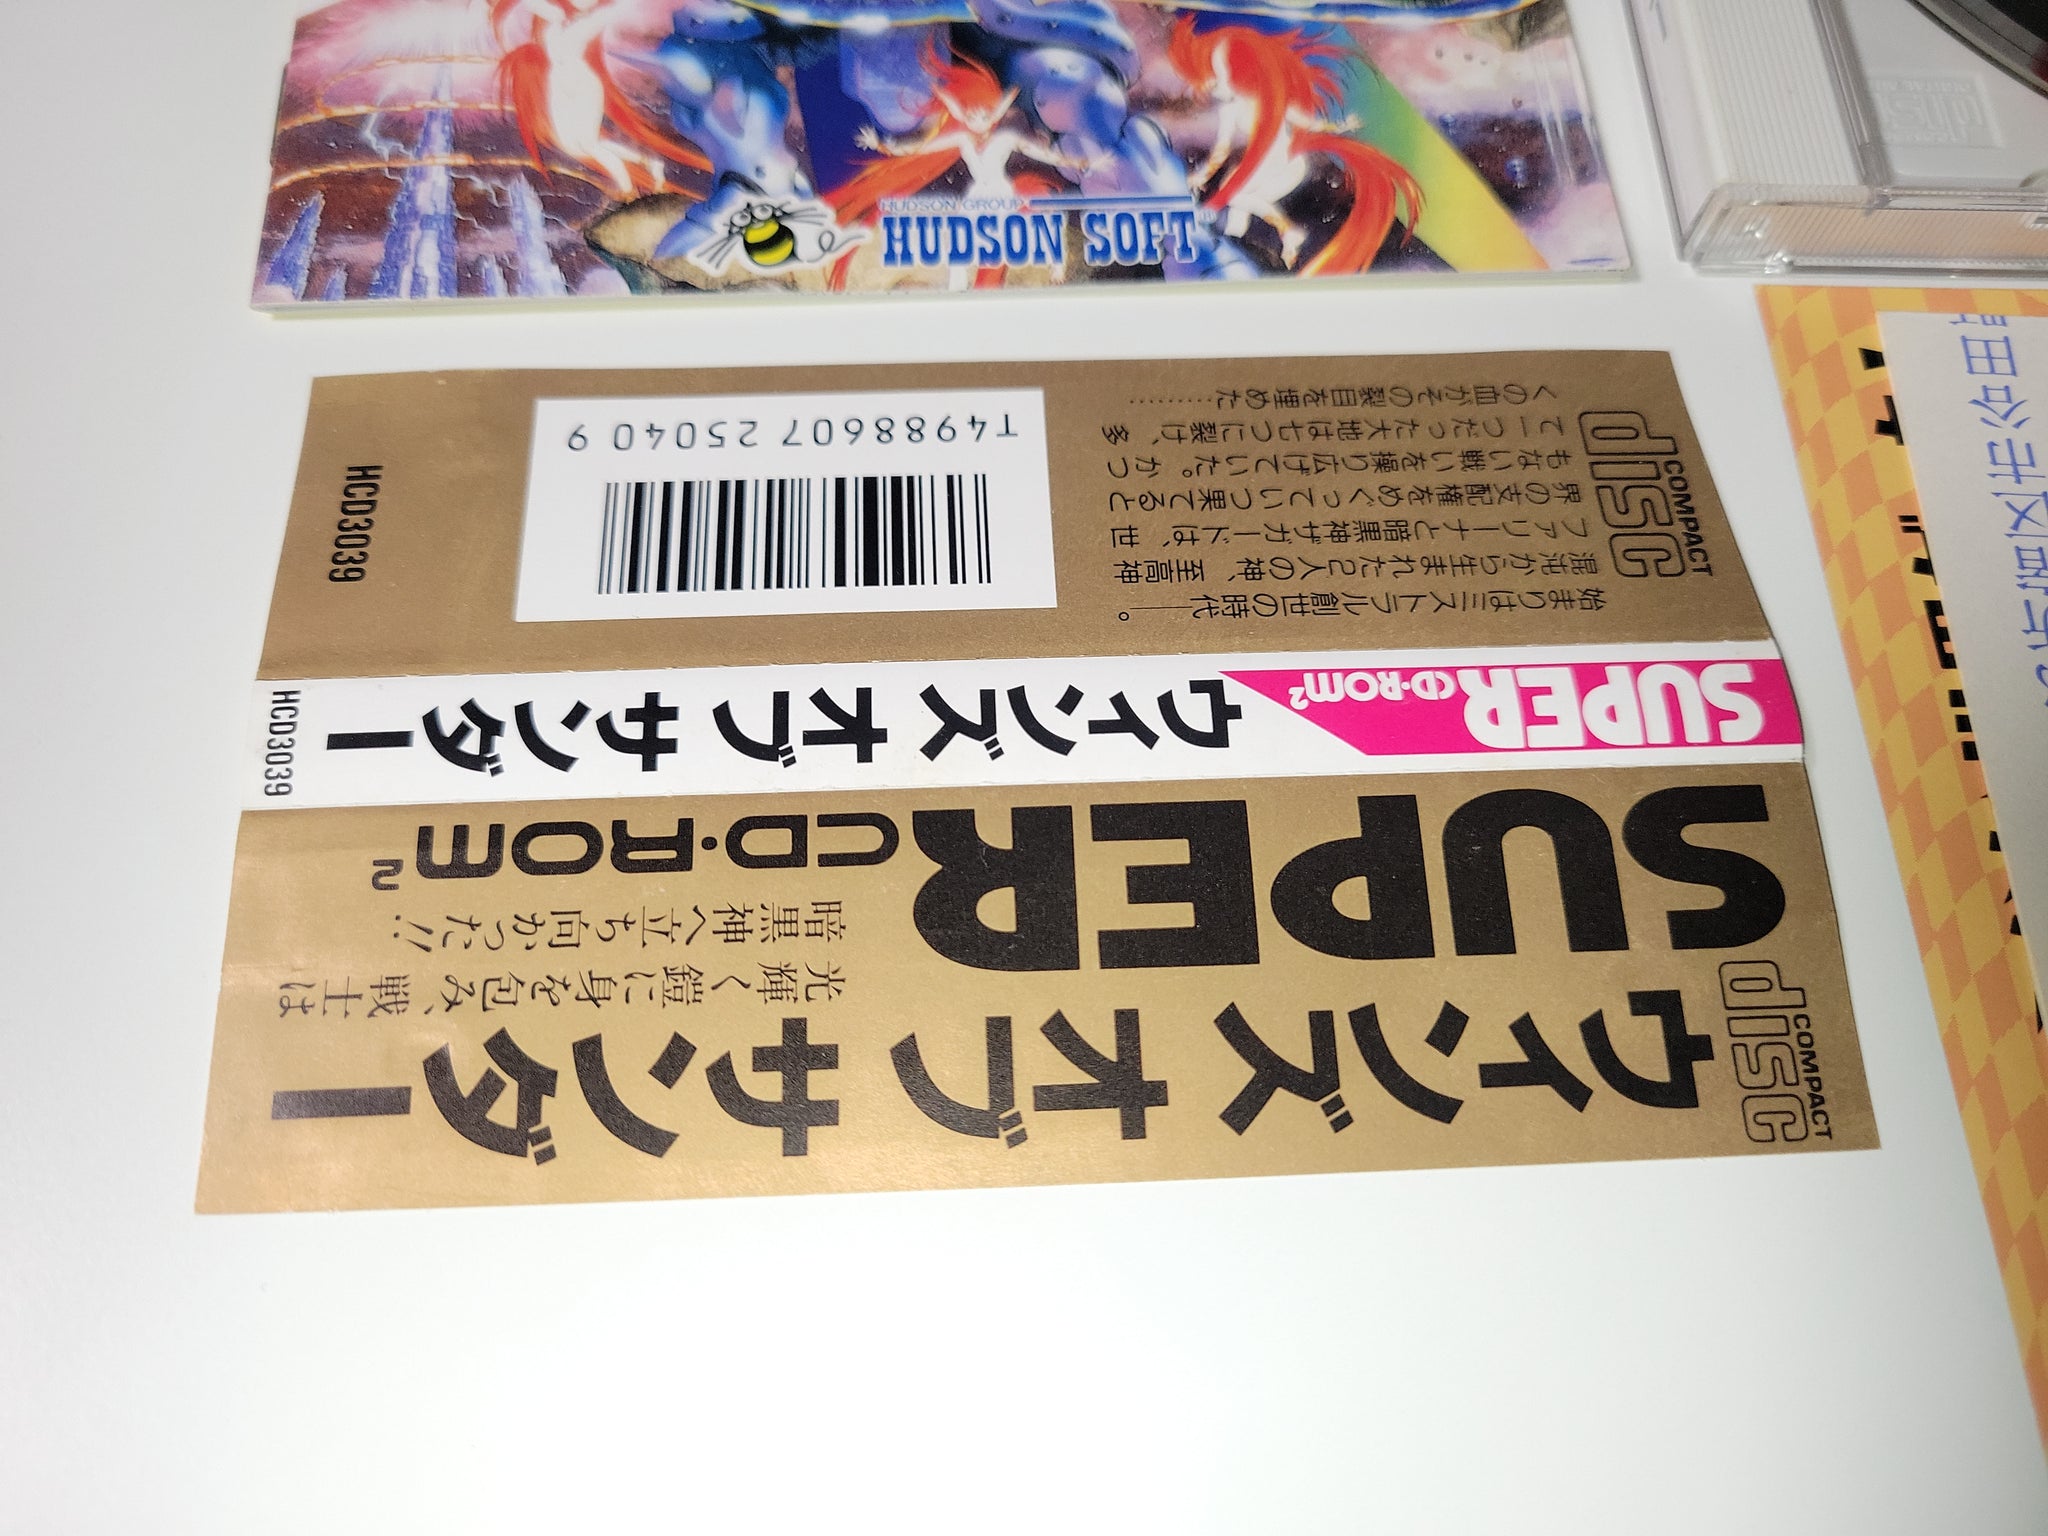 HUDSON GROUP
HUDSON SOFT®
始まりはミストラル創世の時代――。
混沌から生まれた2人の神、至高神
ファリーナと暗黒神ザガードは、世
界の支配権をめぐっていつ果てると
もない戦いを繰り広げていた。かつ
て一つだった大地は七つに裂け、多
くの血がその裂目を埋めた…………
COMPACT
disc
T4988607 25040 9
HCD3039
SUPER CD・ROM²
ウィンズ オブ サンダー
HCD3039
SUPER
CD・ROM²
暗黒神へ立ち向かった!!
光輝く鎧に身を包み、戦士は
ウィンズ オブ サンダー
COMPACT
disc